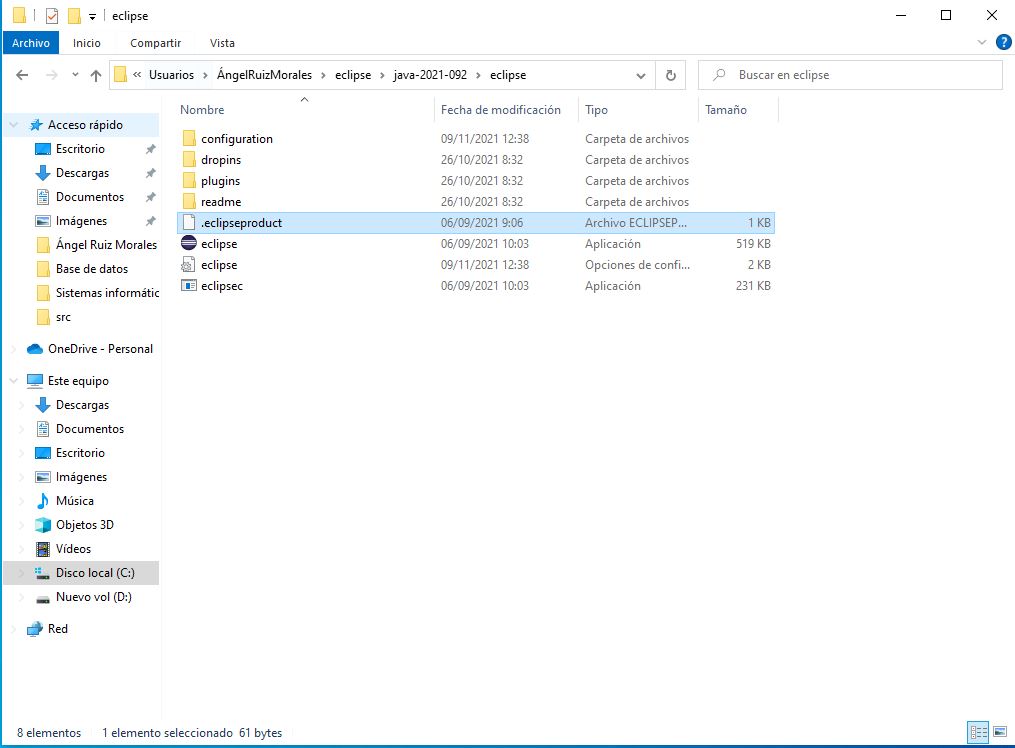 eclipse
Archivo Inicio Compartir Vista
« Usuarios › ÁngelRuizMorales › eclipse › java-2021-092 › eclipse
Buscar en eclipse
Nombre Fecha de modificación Tipo Tamaño
configuration 09/11/2021 12:38 Carpeta de archivos
dropins 26/10/2021 8:32 Carpeta de archivos
plugins 26/10/2021 8:32 Carpeta de archivos
readme 26/10/2021 8:32 Carpeta de archivos
.eclipseproduct 06/09/2021 9:06 Archivo ECLIPSEP... 1 KB
eclipse 06/09/2021 10:03 Aplicación 519 KB
eclipse 09/11/2021 12:38 Opciones de confi... 2 KB
eclipsec 06/09/2021 10:03 Aplicación 231 KB
Acceso rápido
Escritorio
Descargas
Documentos
Imágenes
Ángel Ruiz Morales
Base de datos
Sistemas informátic
src
OneDrive - Personal
Este equipo
Descargas
Documentos
Escritorio
Imágenes
Música
Objetos 3D
Vídeos
Disco local (C:)
Nuevo vol (D:)
Red
8 elementos 1 elemento seleccionado 61 bytes